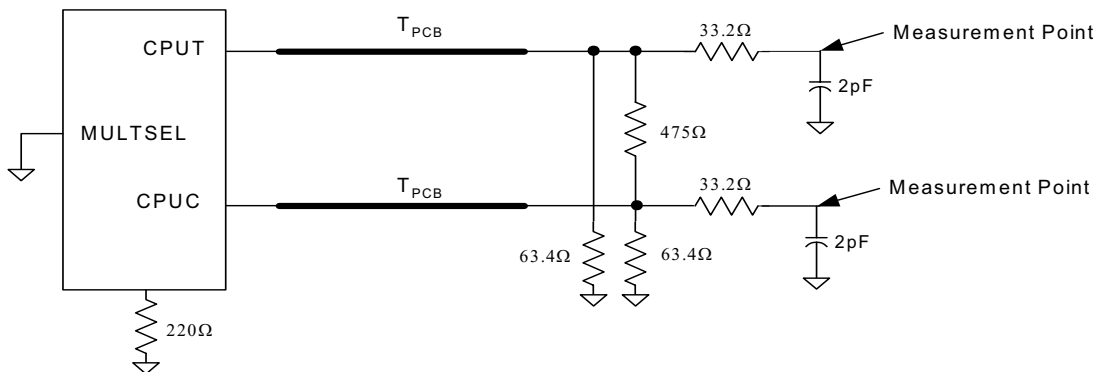 T_PCB
33.2Ω
Measurement Point
CPUT
2pF
MULTSEL
475Ω
T_PCB
33.2Ω
Measurement Point
CPUC
2pF
63.4Ω
63.4Ω
220Ω